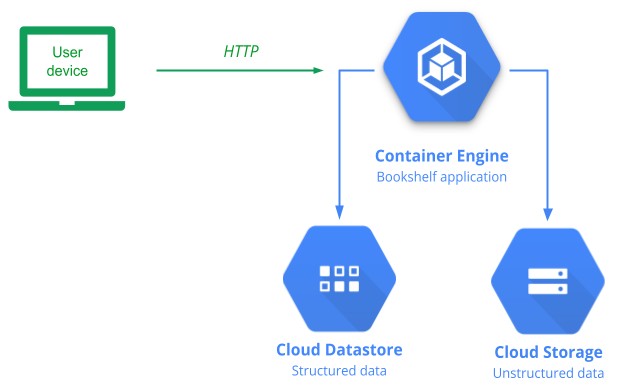 User
device
HTTP
Container Engine
Bookshelf application
Cloud Datastore
Structured data
Cloud Storage
Unstructured data